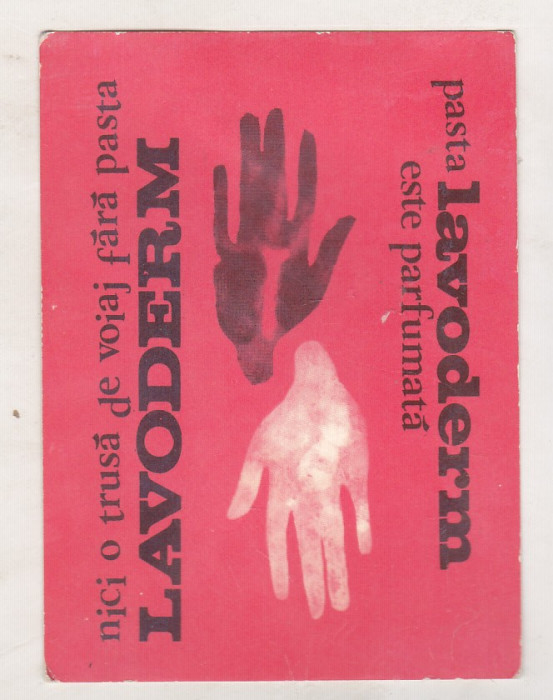 nici o trusă de voiaj fără pasta
LAVODERM
pasta lavoderm
este parfumată